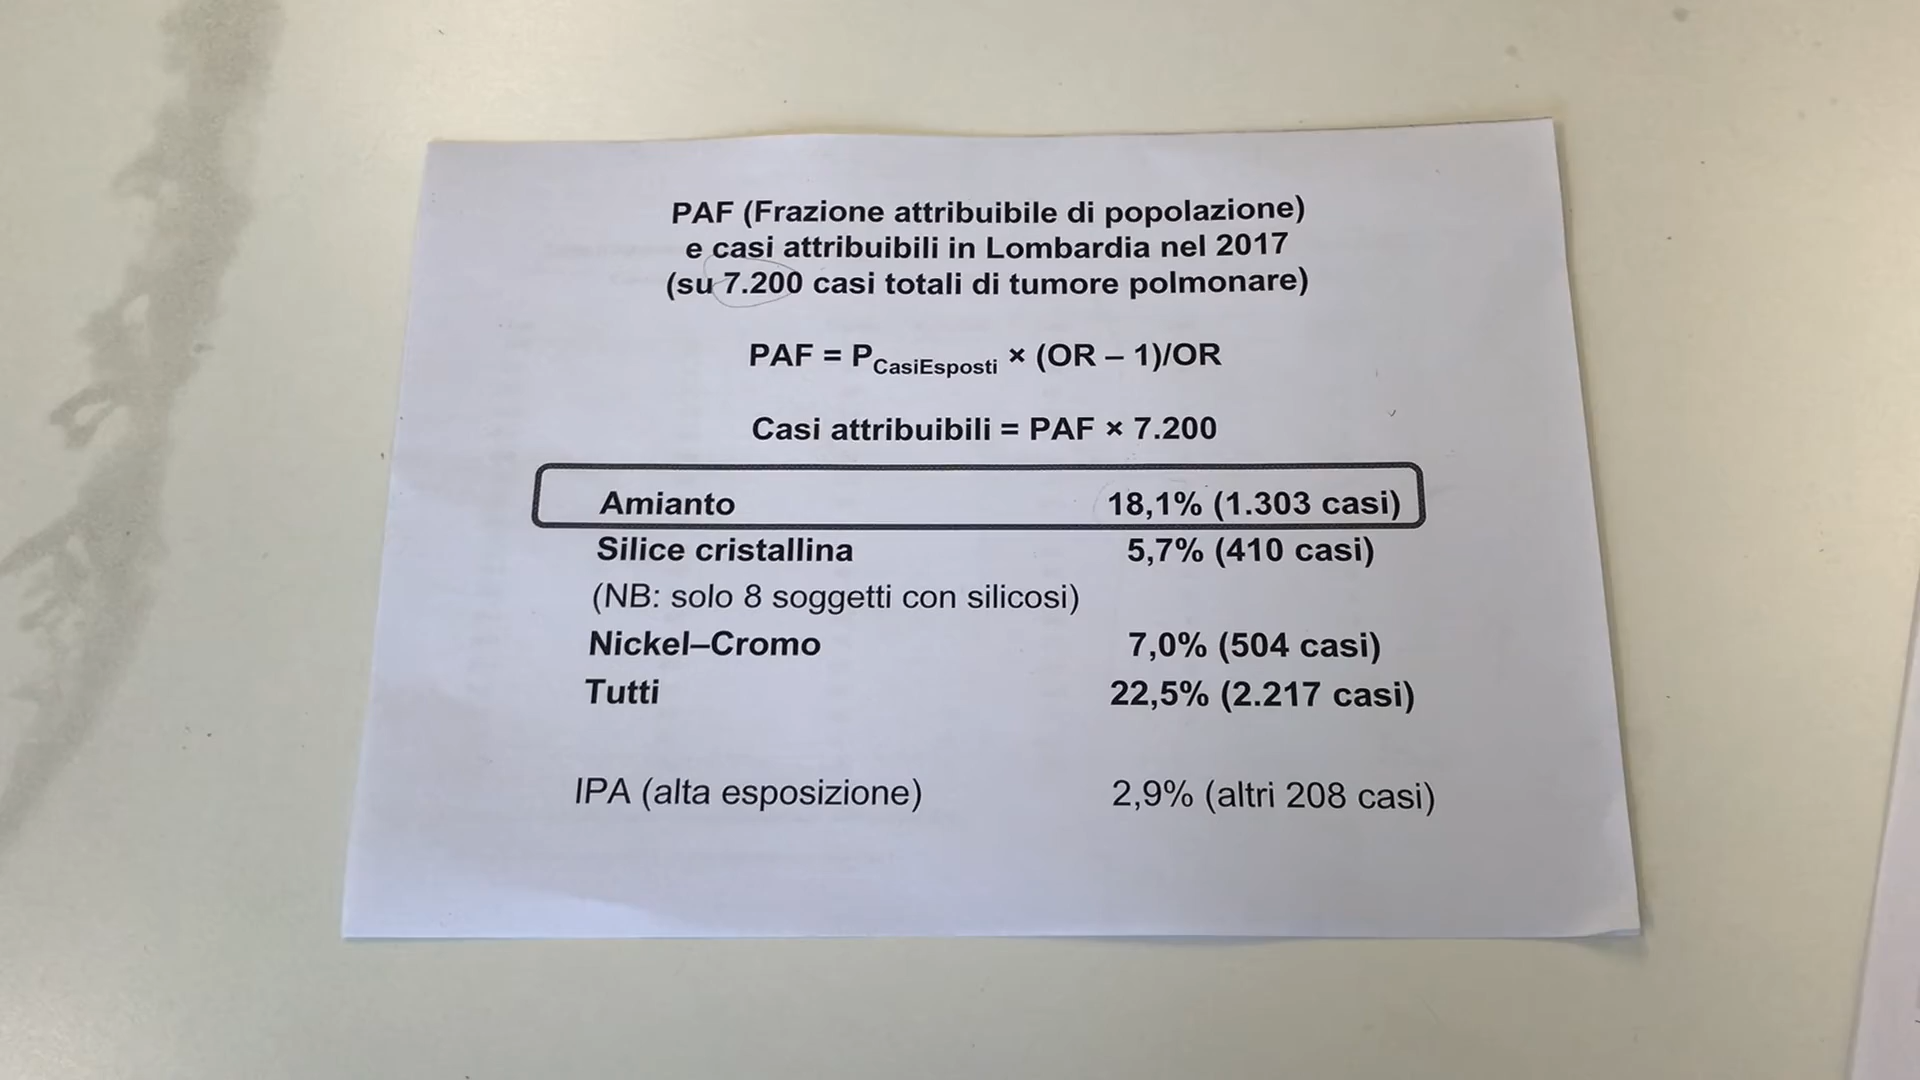 PAF (Frazione attribuibile di popolazione)
e casi attribuibili in Lombardia nel 2017
(su 7.200 casi totali di tumore polmonare)
PAF = PCasiEsposti × (OR – 1)/OR
Casi attribuibili = PAF × 7.200
Amianto 18,1% (1.303 casi)
Silice cristallina 5,7% (410 casi)
(NB: solo 8 soggetti con silicosi)
Nickel–Cromo 7,0% (504 casi)
Tutti 22,5% (2.217 casi)
IPA (alta esposizione) 2,9% (altri 208 casi)